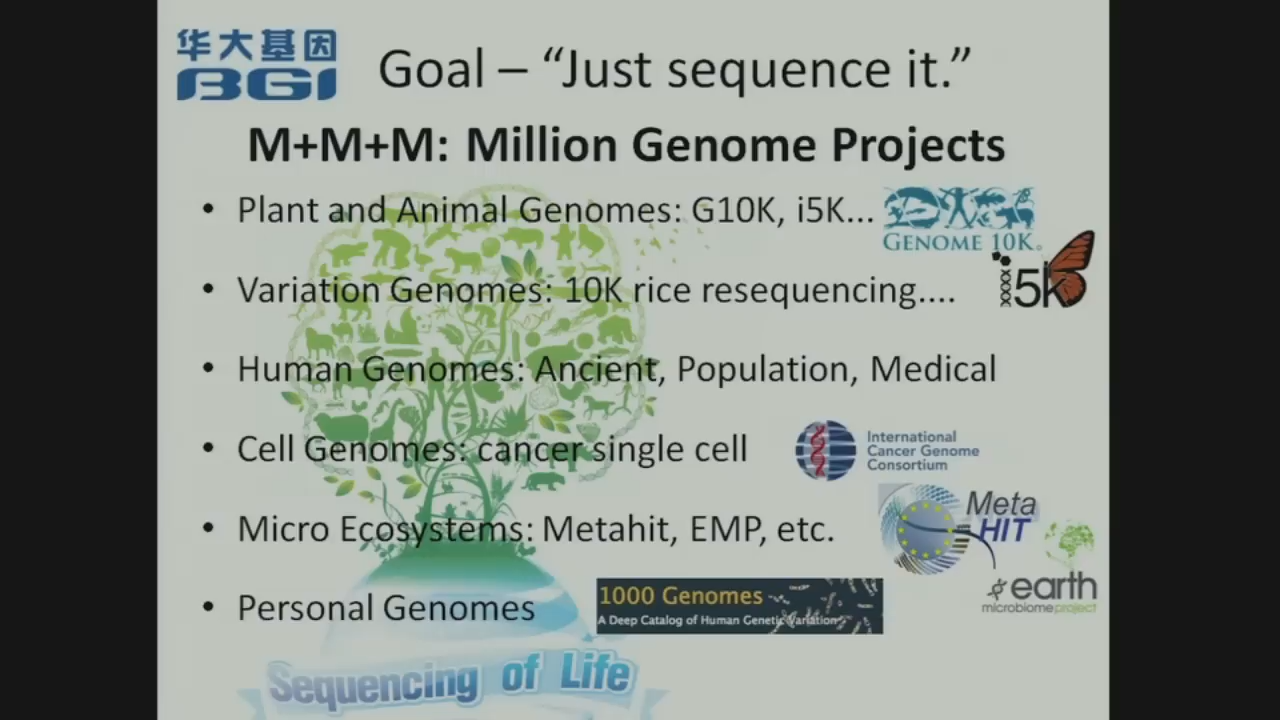 华大基因
BGI
Goal – “Just sequence it.”
M+M+M: Million Genome Projects
• Plant and Animal Genomes: G10K, i5K...
GENOME 10K
• Variation Genomes: 10K rice resequencing....
i5k
• Human Genomes: Ancient, Population, Medical
• Cell Genomes: cancer single cell
International
Cancer Genome
Consortium
• Micro Ecosystems: Metahit, EMP, etc.
Meta
HIT
earth
microbiomeproject
• Personal Genomes
1000 Genomes
A Deep Catalog of Human Genetic Variation
Sequencing of Life